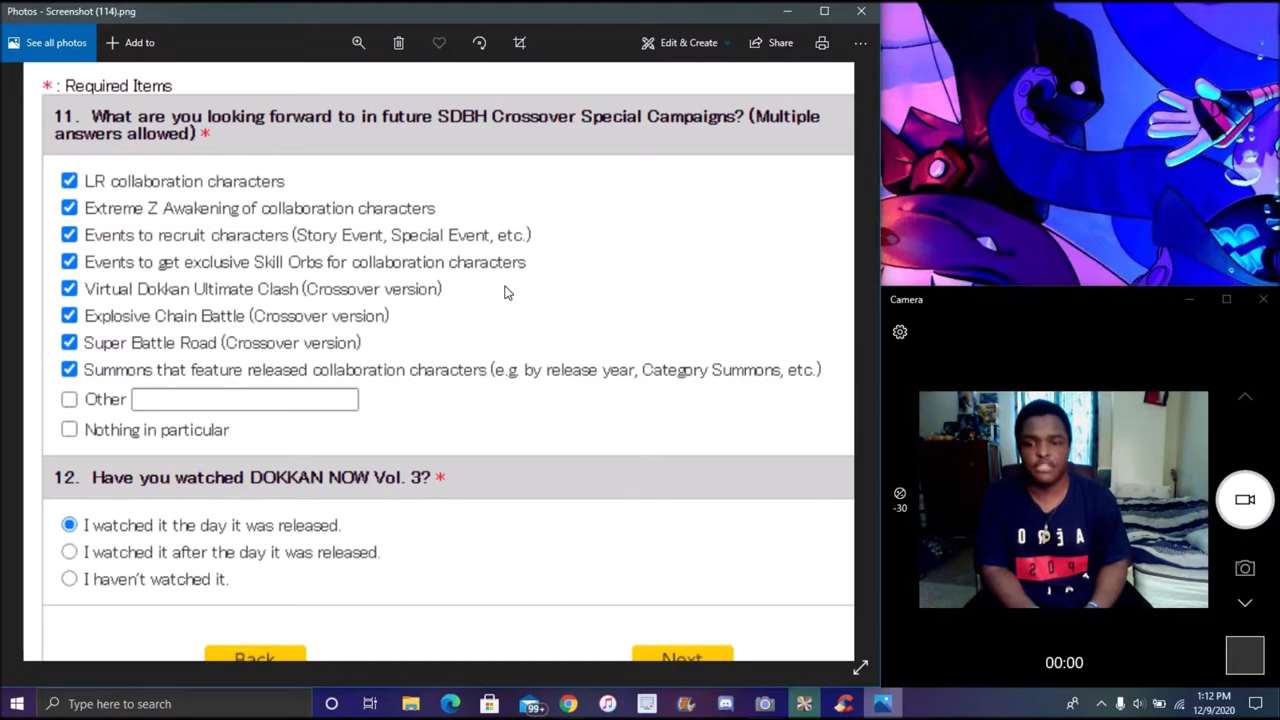 Photos - Screenshot (114).png
See all photos
Add to
Edit & Create
Share
* : Required Items
11. What are you looking forward to in future SDBH Crossover Special Campaigns? (Multiple
answers allowed) *
LR collaboration characters
Extreme Z Awakening of collaboration characters
Events to recruit characters (Story Event, Special Event, etc.)
Events to get exclusive Skill Orbs for collaboration characters
Virtual Dokkan Ultimate Clash (Crossover version)
Explosive Chain Battle (Crossover version)
Super Battle Road (Crossover version)
Summons that feature released collaboration characters (e.g. by release year, Category Summons, etc.)
Other
Nothing in particular
12. Have you watched DOKKAN NOW Vol. 3? *
I watched it the day it was released.
I watched it after the day it was released.
I haven't watched it.
Back
Next
Camera
-30
00:00
Type here to search
99+
1:12 PM
12/9/2020